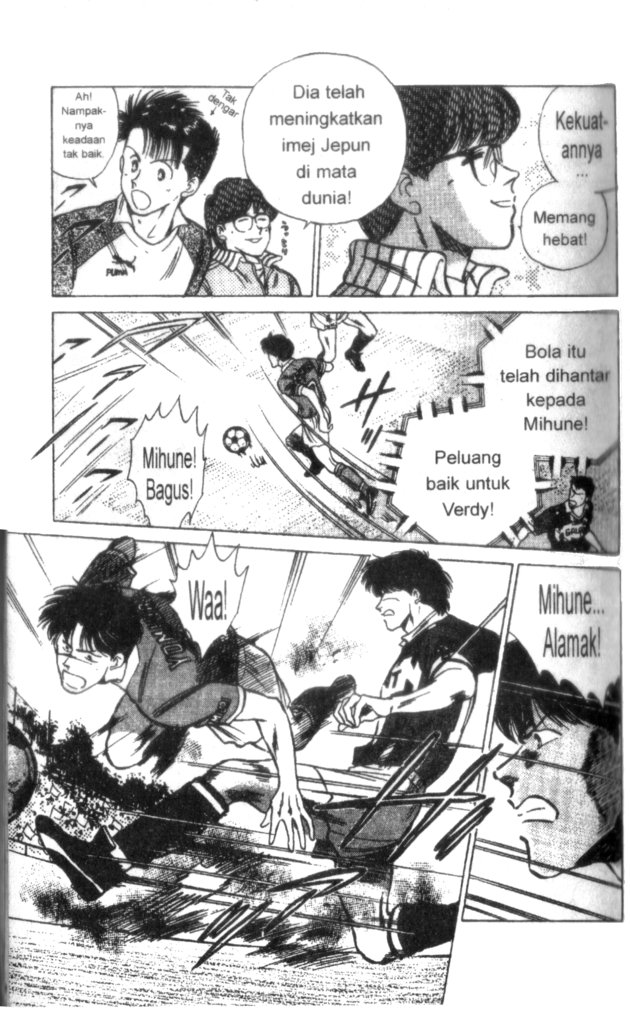 Ah!
Nampak-
nya
keadaan
tak baik.
Tak
dengar
Dia telah
meningkatkan
imej Jepun
di mata
dunia!
PUMA
Kekuat-
annya
...
Memang
hebat!
Bola itu
telah dihantar
kepada
Mihune!
Peluang
baik untuk
Verdy!
Mihune!
Bagus!
Waa!
Mihune...
Alamak!